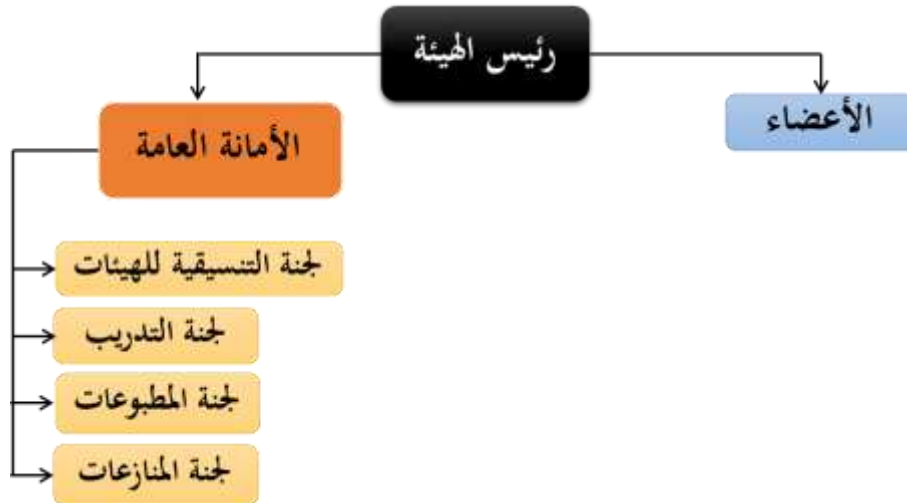 رئيس الهيئة
الأعضاء
الأمانة العامة
لجنة التنسيقية للهيئات
لجنة التدريب
لجنة المطبوعات
لجنة المنازعات